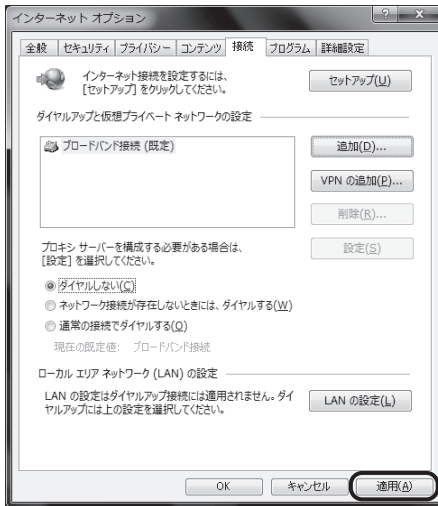 インターネット オプション
全般 セキュリティ プライバシー コンテンツ 接続 プログラム 詳細設定
インターネット接続を設定するには、
[セットアップ] をクリックしてください。
セットアップ(U)
ダイヤルアップと仮想プライベート ネットワークの設定
ブロードバンド接続 (既定)
追加(D)...
VPN の追加(P)...
削除(R)...
プロキシ サーバーを構成する必要がある場合は、
[設定] を選択してください。
設定(S)
ダイヤルしない(C)
ネットワーク接続が存在しないときには、ダイヤルする(W)
通常の接続でダイヤルする(O)
現在の既定値: ブロードバンド接続
ローカル エリア ネットワーク (LAN) の設定
LAN の設定はダイヤルアップ接続には適用されません。ダイ
ヤルアップには上の設定を選択してください。
LAN の設定(L)
OK キャンセル 適用(A)